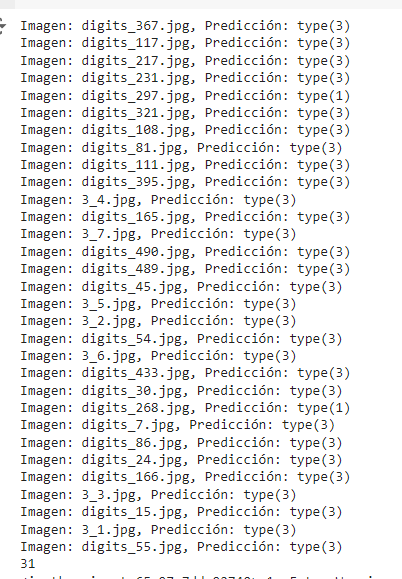 Imagen: digits_367.jpg, Predicción: type(3)
Imagen: digits_117.jpg, Predicción: type(3)
Imagen: digits_217.jpg, Predicción: type(3)
Imagen: digits_231.jpg, Predicción: type(3)
Imagen: digits_297.jpg, Predicción: type(1)
Imagen: digits_321.jpg, Predicción: type(3)
Imagen: digits_108.jpg, Predicción: type(3)
Imagen: digits_81.jpg, Predicción: type(3)
Imagen: digits_111.jpg, Predicción: type(3)
Imagen: digits_395.jpg, Predicción: type(3)
Imagen: 3_4.jpg, Predicción: type(3)
Imagen: digits_165.jpg, Predicción: type(3)
Imagen: 3_7.jpg, Predicción: type(3)
Imagen: digits_490.jpg, Predicción: type(3)
Imagen: digits_489.jpg, Predicción: type(3)
Imagen: digits_45.jpg, Predicción: type(3)
Imagen: 3_5.jpg, Predicción: type(3)
Imagen: 3_2.jpg, Predicción: type(3)
Imagen: digits_54.jpg, Predicción: type(3)
Imagen: 3_6.jpg, Predicción: type(3)
Imagen: digits_433.jpg, Predicción: type(3)
Imagen: digits_30.jpg, Predicción: type(3)
Imagen: digits_268.jpg, Predicción: type(1)
Imagen: digits_7.jpg, Predicción: type(3)
Imagen: digits_86.jpg, Predicción: type(3)
Imagen: digits_24.jpg, Predicción: type(3)
Imagen: digits_166.jpg, Predicción: type(3)
Imagen: 3_3.jpg, Predicción: type(3)
Imagen: digits_15.jpg, Predicción: type(3)
Imagen: 3_1.jpg, Predicción: type(3)
Imagen: digits_55.jpg, Predicción: type(3)
31